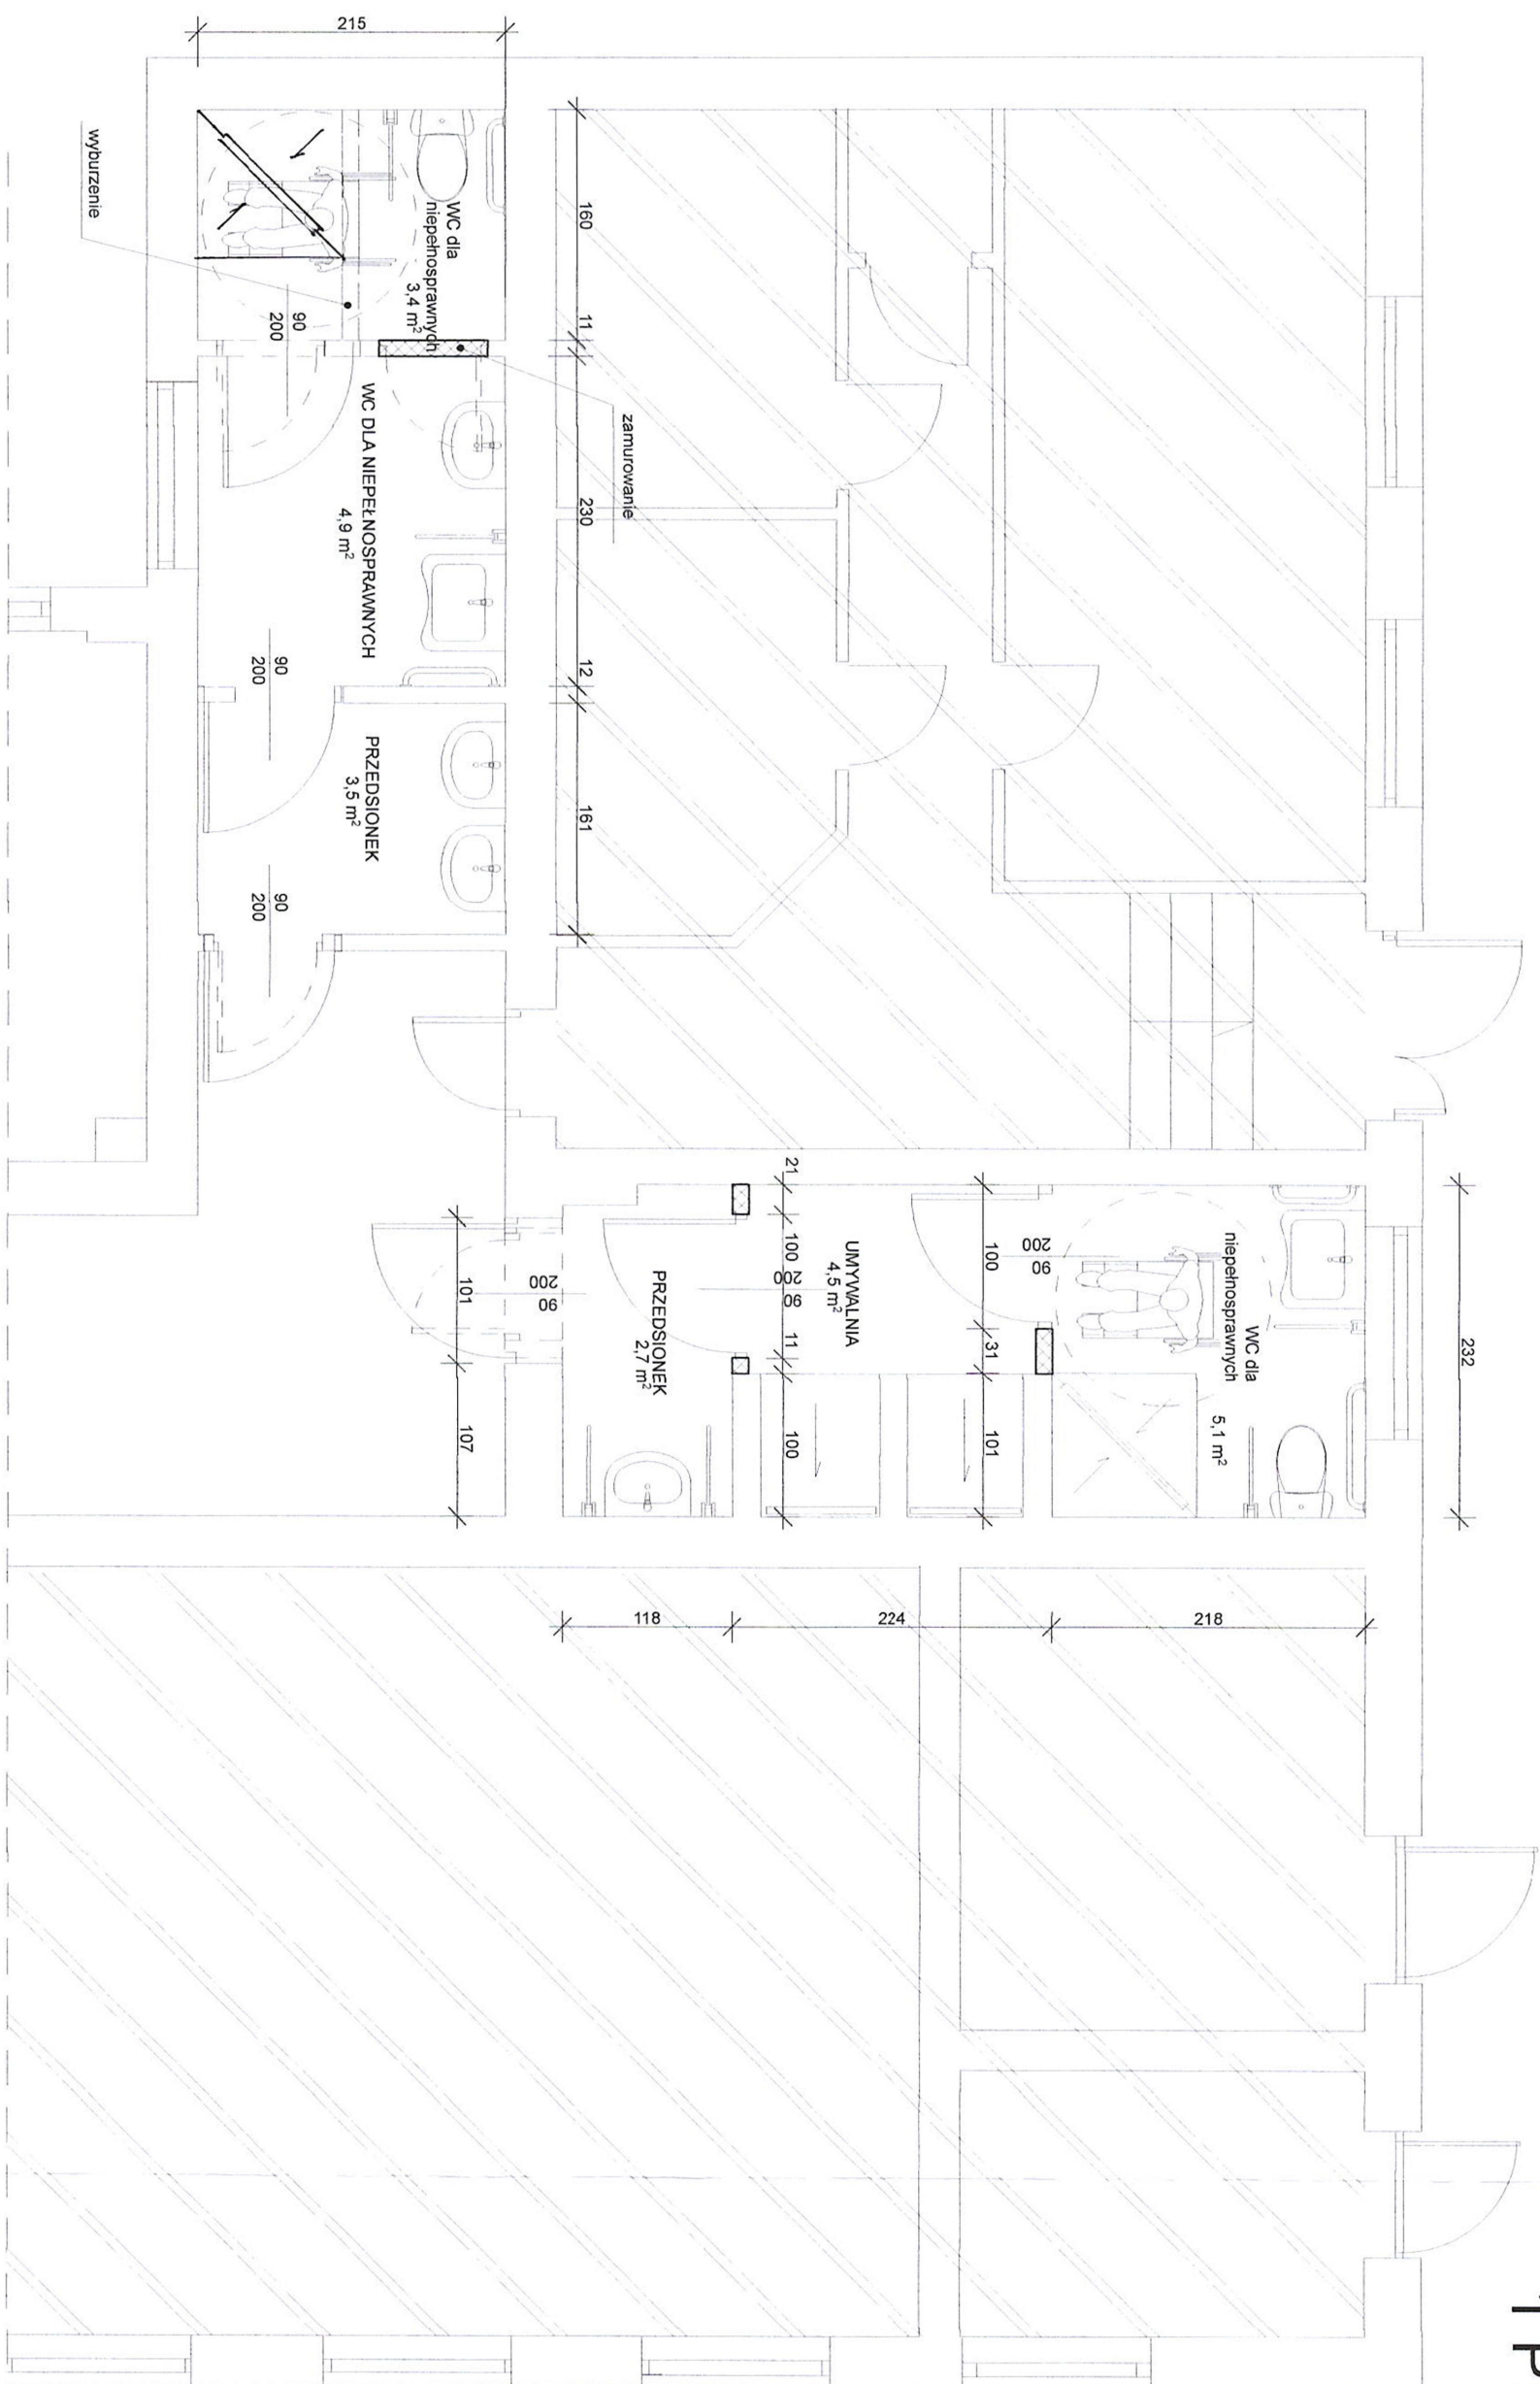 215
wyburzenie
WC dla
niepełnosprawnych
3,4 m²
90
200
160
11
230
12
161
zamurowanie
WC DLA NIEPEŁNOSPRAWNYCH
4,9 m²
90
200
PRZEDSIONEK
3,5 m²
90
200
21
100
90
200
11
100
UMYWALNIA
4,5 m²
100
31
101
90
200
WC dla
niepełnosprawnych
5,1 m²
232
PRZEDSIONEK
2,7 m²
90
200
101
107
118
224
218